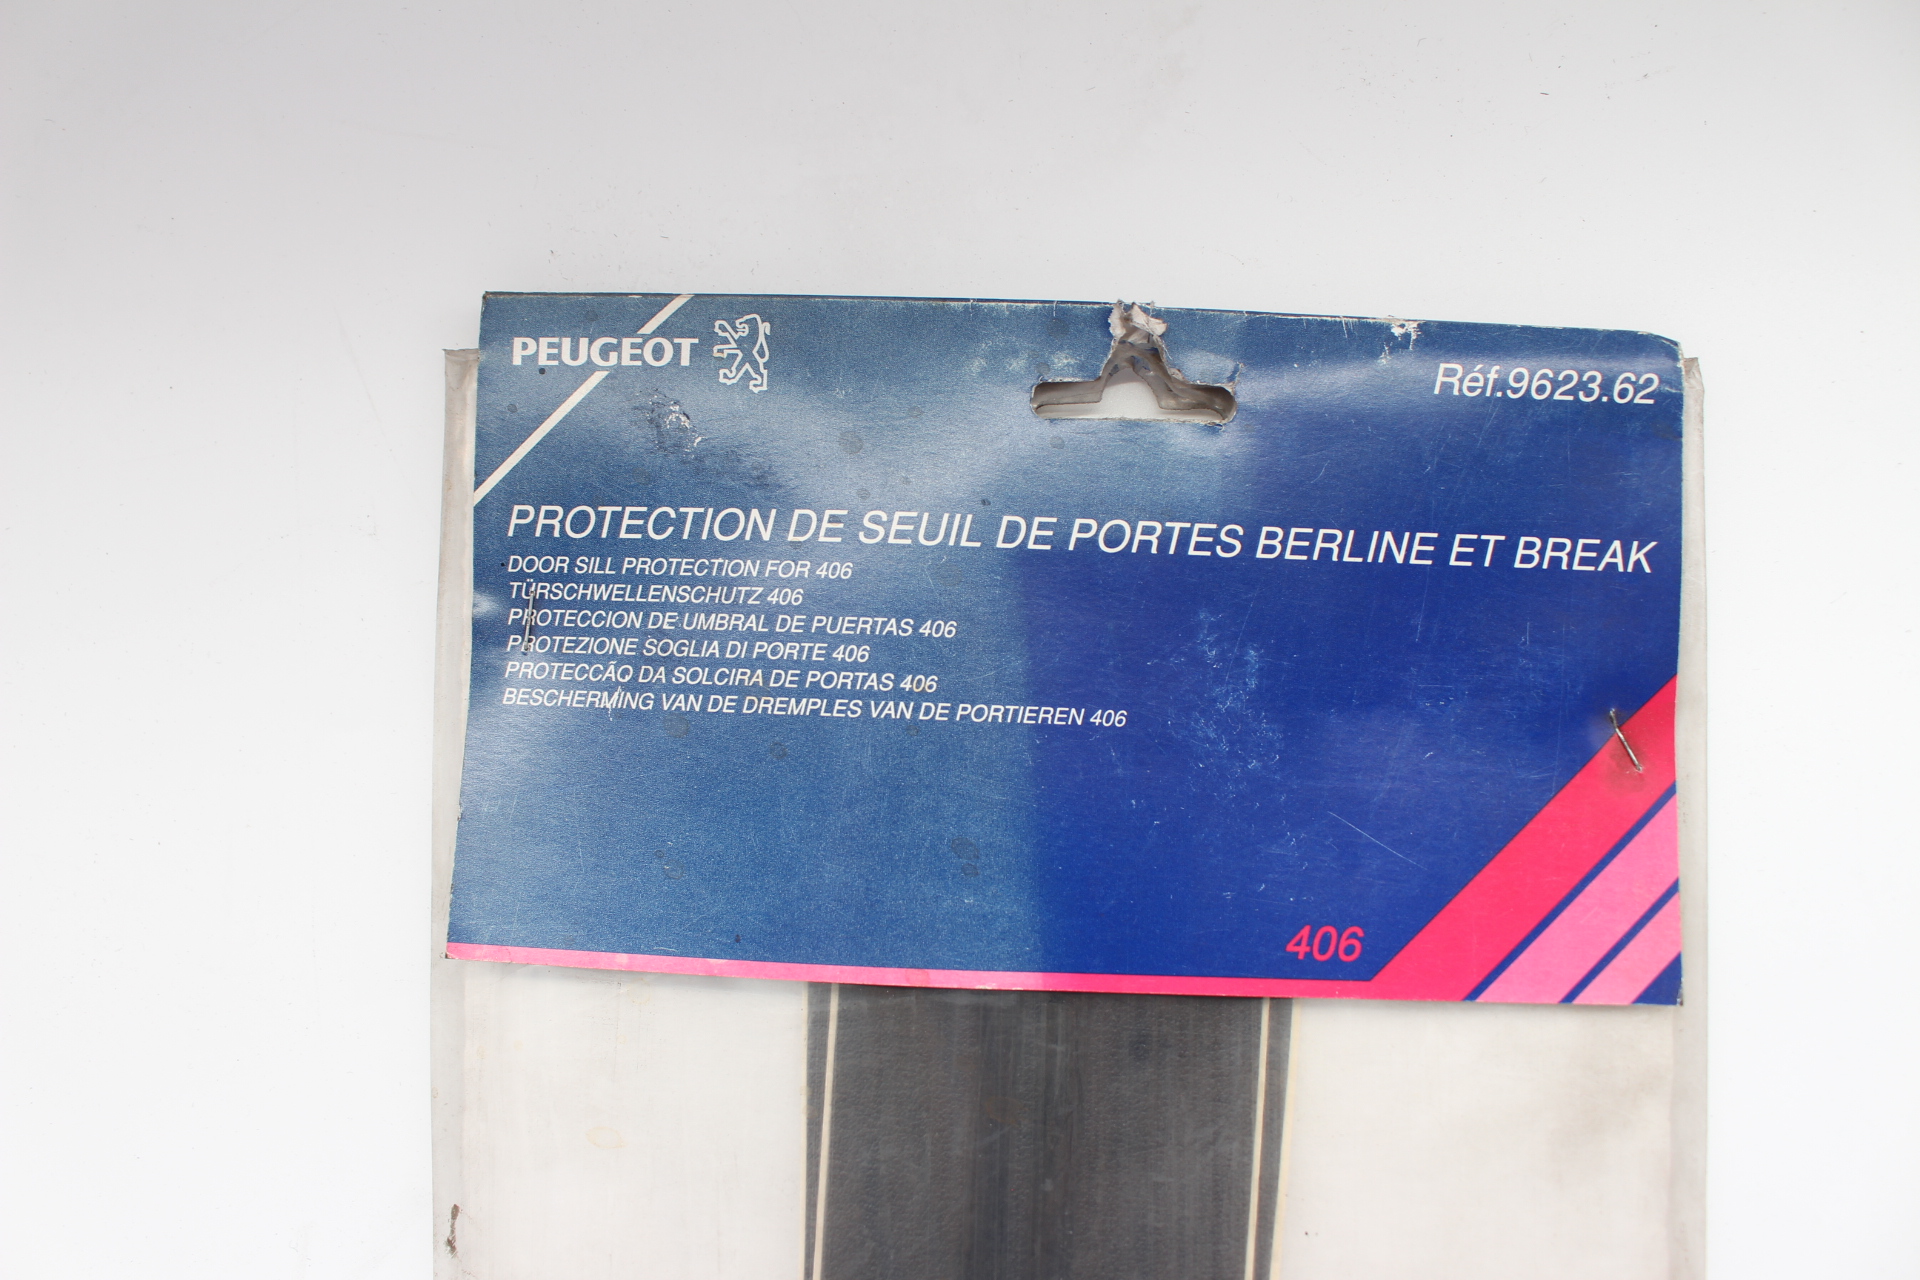 PEUGEOT
Réf.9623.62
PROTECTION DE SEUIL DE PORTES BERLINE ET BREAK
DOOR SILL PROTECTION FOR 406
TÜRSCHWELLENSCHUTZ 406
PROTECCION DE UMBRAL DE PUERTAS 406
PROTEZIONE SOGLIA DI PORTE 406
PROTECCÃO DA SOLCIRA DE PORTAS 406
BESCHERMING VAN DE DREMPLES VAN DE PORTIEREN 406
406